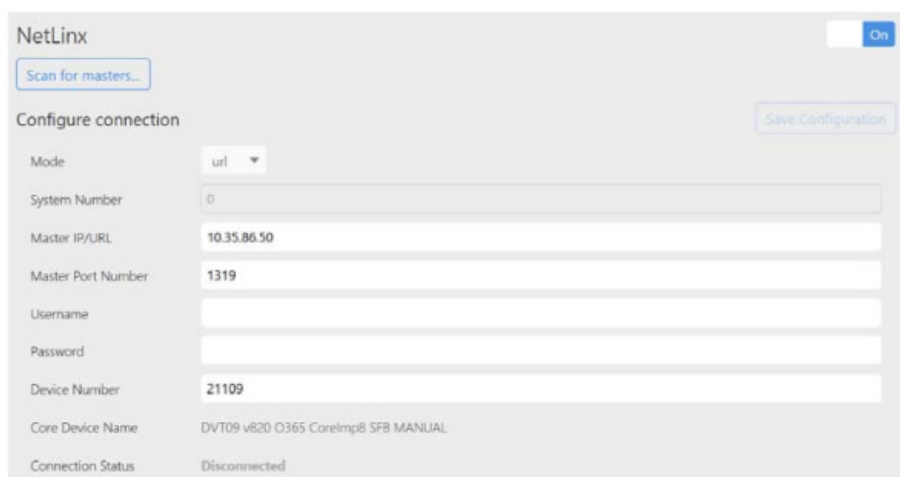 NetLinx
On
Scan for masters...
Configure connection
Save Configuration
Mode url
System Number 0
Master IP/URL 10.35.86.50
Master Port Number 1319
Username
Password
Device Number 21109
Core Device Name DVT09 v820 O365 CoreImp8 SFB MANUAL
Connection Status Disconnected